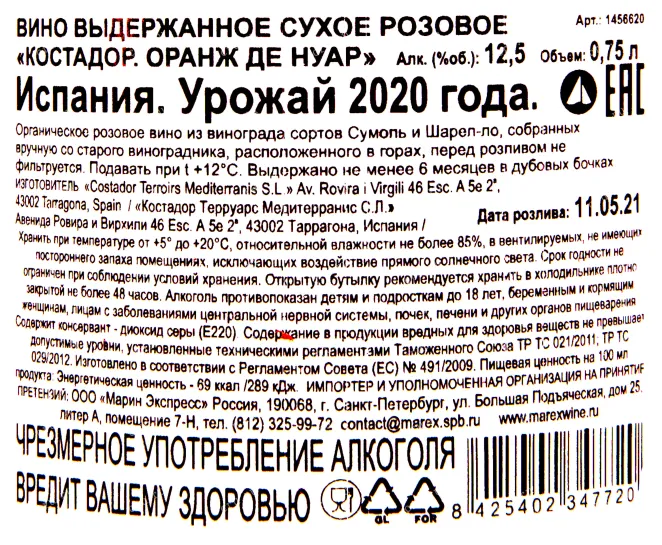 ВИНО ВЫДЕРЖАННОЕ СУХОЕ РОЗОВОЕ Арт.: 1456620
«КОСТАДОР. ОРАНЖ ДЕ НУАР» Алк. (%об.): 12,5 Объем: 0,75 л
Испания. Урожай 2020 года. EAC
Органическое розовое вино из винограда сортов Сумоль и Шарел-ло, собранных
вручную со старого виноградника, расположенного в горах, перед розливом не
фильтруется. Подавать при t +12°C. Выдержано не менее 6 месяцев в дубовых бочках
ИЗГОТОВИТЕЛЬ «Costador Terroirs Mediterranis S.L.» Av. Rovira i Virgili 46 Esc. A 5e 2°,
43002 Tarragona, Spain / «Костадор Терруарс Медитерранис С.Л.»
Авенида Ровира и Вирхили 46 Esc. A 5e 2°, 43002 Таррагона, Испания / Дата розлива: 11.05.21
Хранить при температуре от +5° до +20°С, относительной влажности не более 85%, в вентилируемых, не имеющих
постороннего запаха помещениях, исключающих воздействие прямого солнечного света. Срок годности не
ограничен при соблюдении условий хранения. Открытую бутылку рекомендуется хранить в холодильнике плотно
закрытой не более 48 часов. Алкоголь противопоказан детям и подросткам до 18 лет, беременным и кормящим
женщинам, лицам с заболеваниями центральной нервной системы, почек, печени и других органов пищеварения
Содержит консервант - диоксид серы (Е220). Содержание в продукции вредных для здоровья веществ не превышает
допустимые уровни, установленные техническими регламентами Таможенного Союза ТР ТС 021/2011; ТР ТС
029/2012. Изготовлено в соответствии с Регламентом Совета (ЕС) № 491/2009. Пищевая ценность на 100 мл
продукта: Энергетическая ценность - 69 ккал /289 кДж. ИМПОРТЕР И УПОЛНОМОЧЕННАЯ ОРГАНИЗАЦИЯ НА ПРИНЯТИЕ
ПРЕТЕНЗИЙ: ООО «Марин Экспресс» Россия, 190068, г. Санкт-Петербург, ул. Большая Подъяческая, дом 25.
литер А, помещение 7-Н, тел. (812) 325-99-72 contact@marex.spb.ru www.marexwine.ru
ЧРЕЗМЕРНОЕ УПОТРЕБЛЕНИЕ АЛКОГОЛЯ
ВРЕДИТ ВАШЕМУ ЗДОРОВЬЮ
GL FOR 8 425402 347720